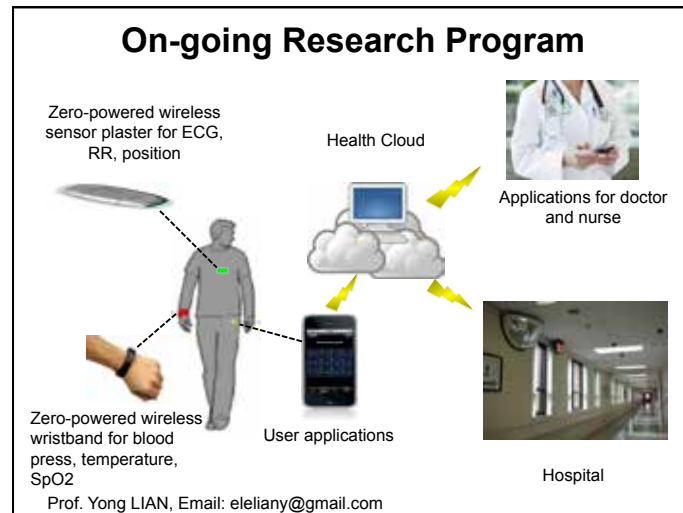 On-going Research Program
Zero-powered wireless
sensor plaster for ECG,
RR, position
Health Cloud
Applications for doctor
and nurse
Zero-powered wireless
wristband for blood
press, temperature,
SpO2
User applications
Hospital
Prof. Yong LIAN, Email: eleliany@gmail.com